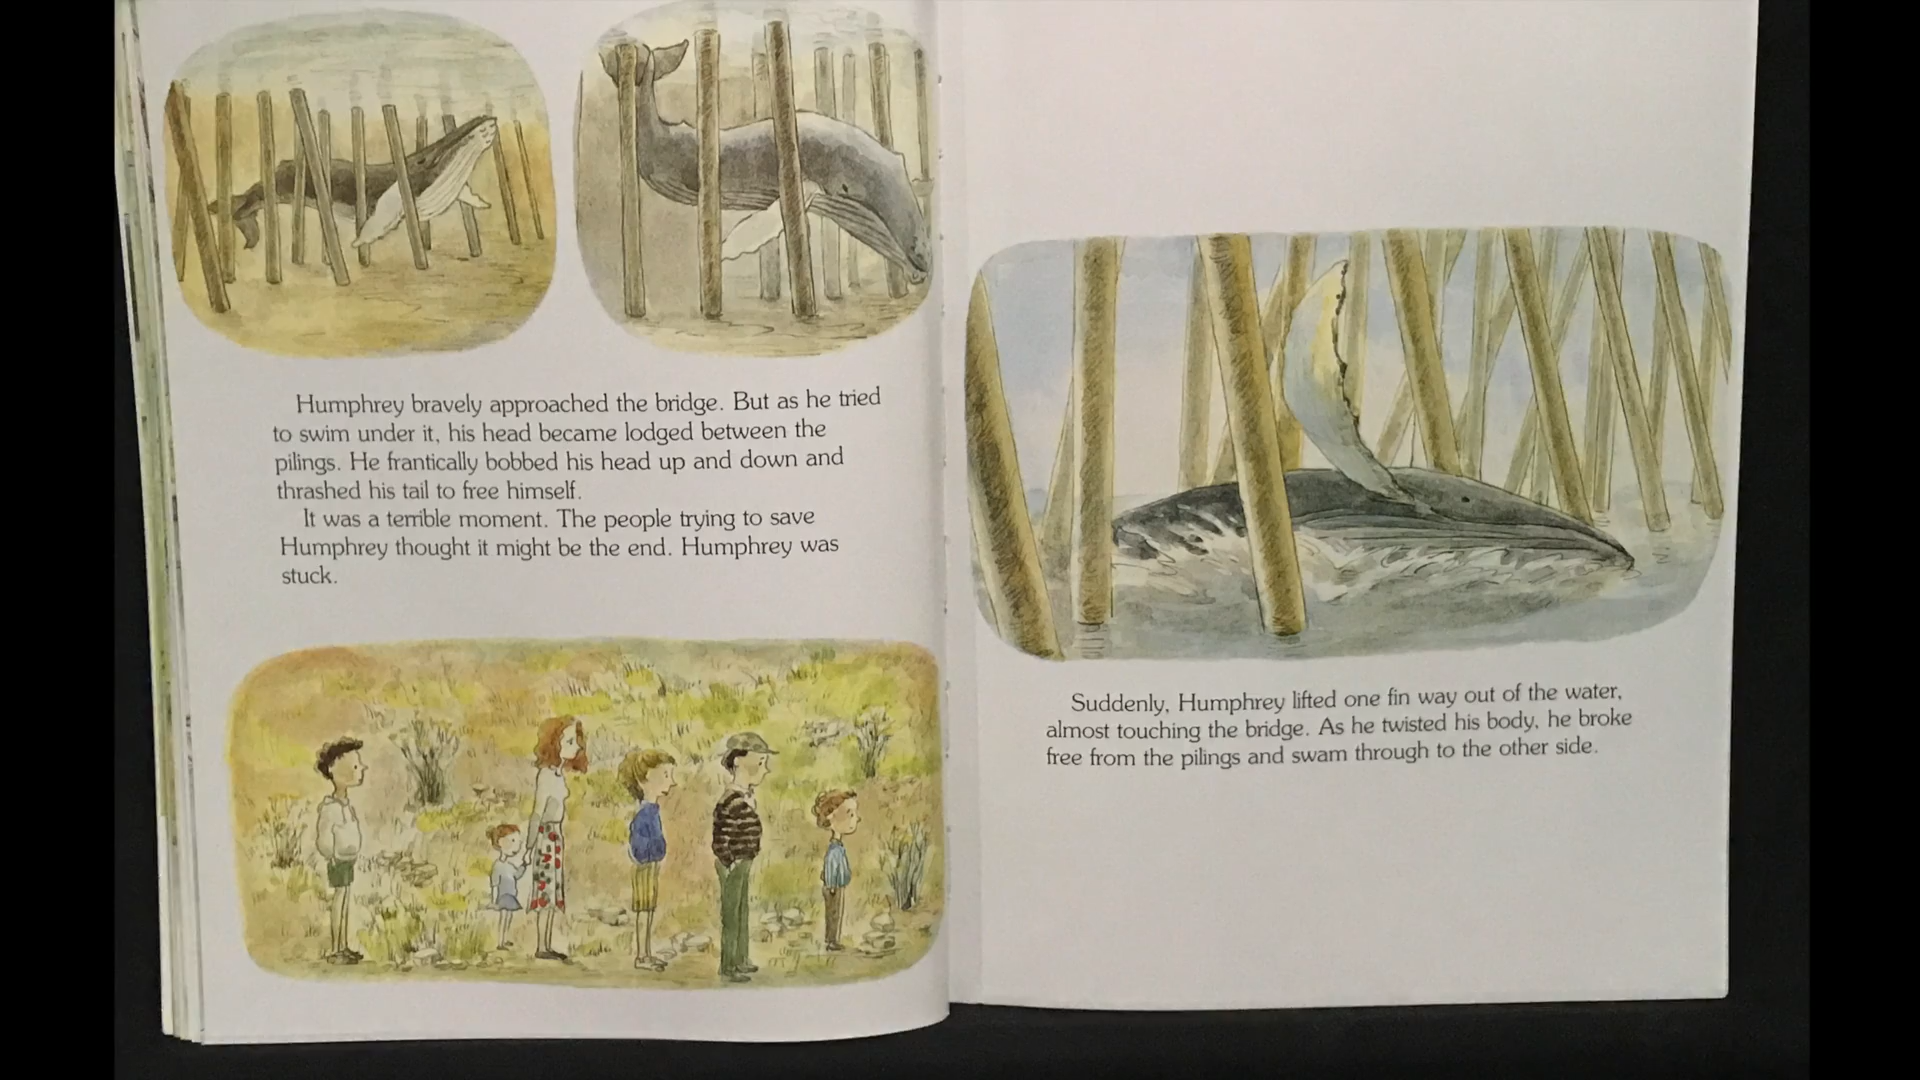 Humphrey bravely approached the bridge. But as he tried
to swim under it, his head became lodged between the
pilings. He frantically bobbed his head up and down and
thrashed his tail to free himself.
It was a terrible moment. The people trying to save
Humphrey thought it might be the end. Humphrey was
stuck.
Suddenly, Humphrey lifted one fin way out of the water,
almost touching the bridge. As he twisted his body, he broke
free from the pilings and swam through to the other side.